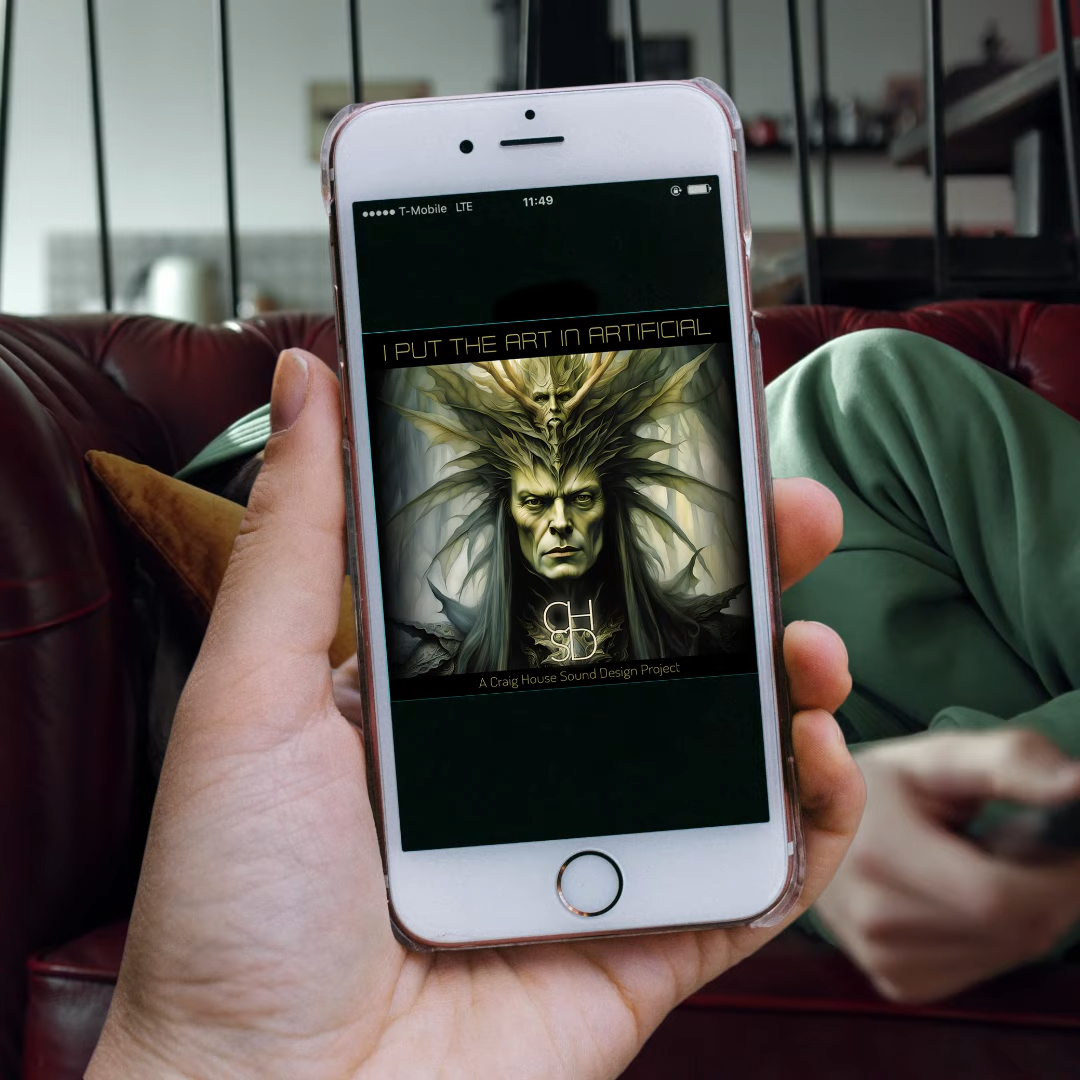 T-Mobile LTE 11:49
I PUT THE ART IN ARTIFICIAL
CH
SD
A Craig House Sound Design Project